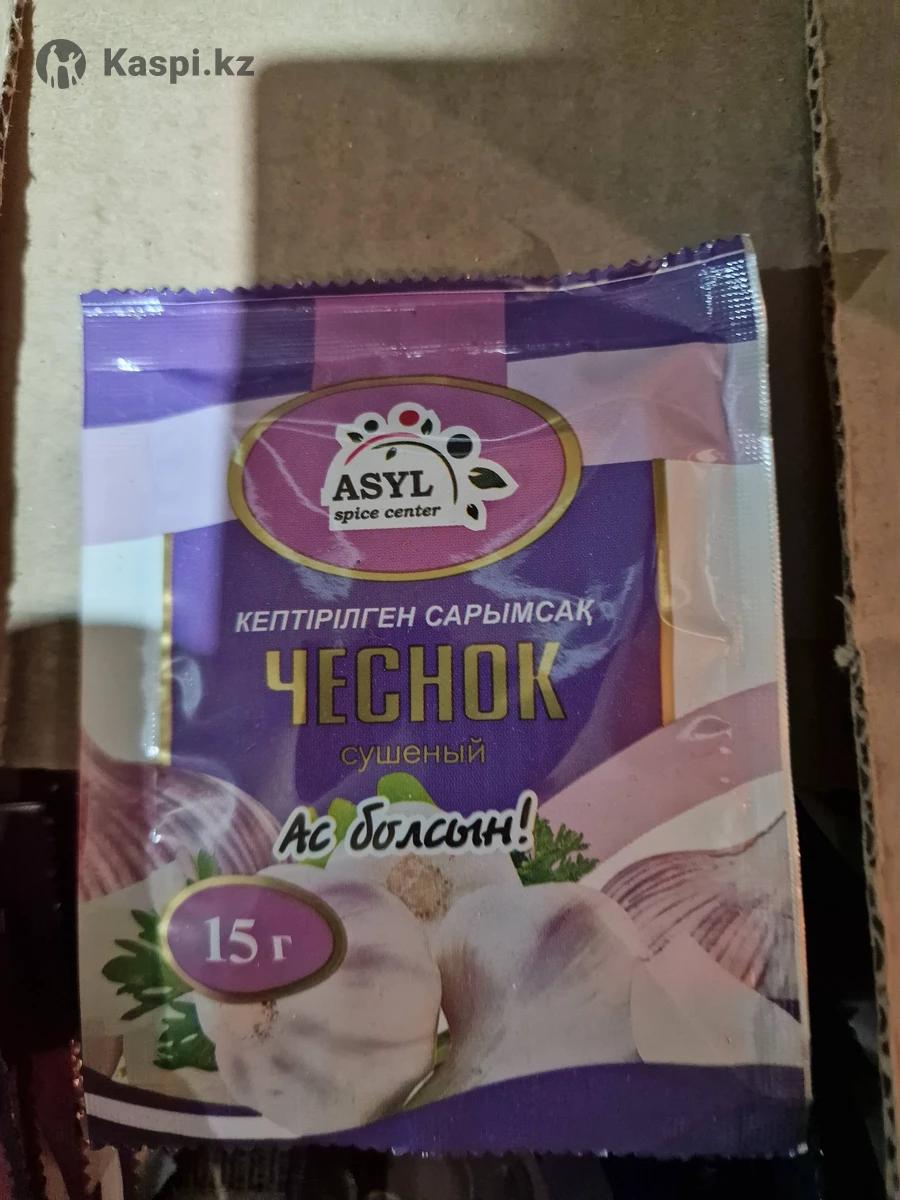 Kaspi.kz
ASYL
spice center
КЕПТІРІЛГЕН САРЫМСАҚ
ЧЕСНОК
сушеный
Ас болсын!
15 г